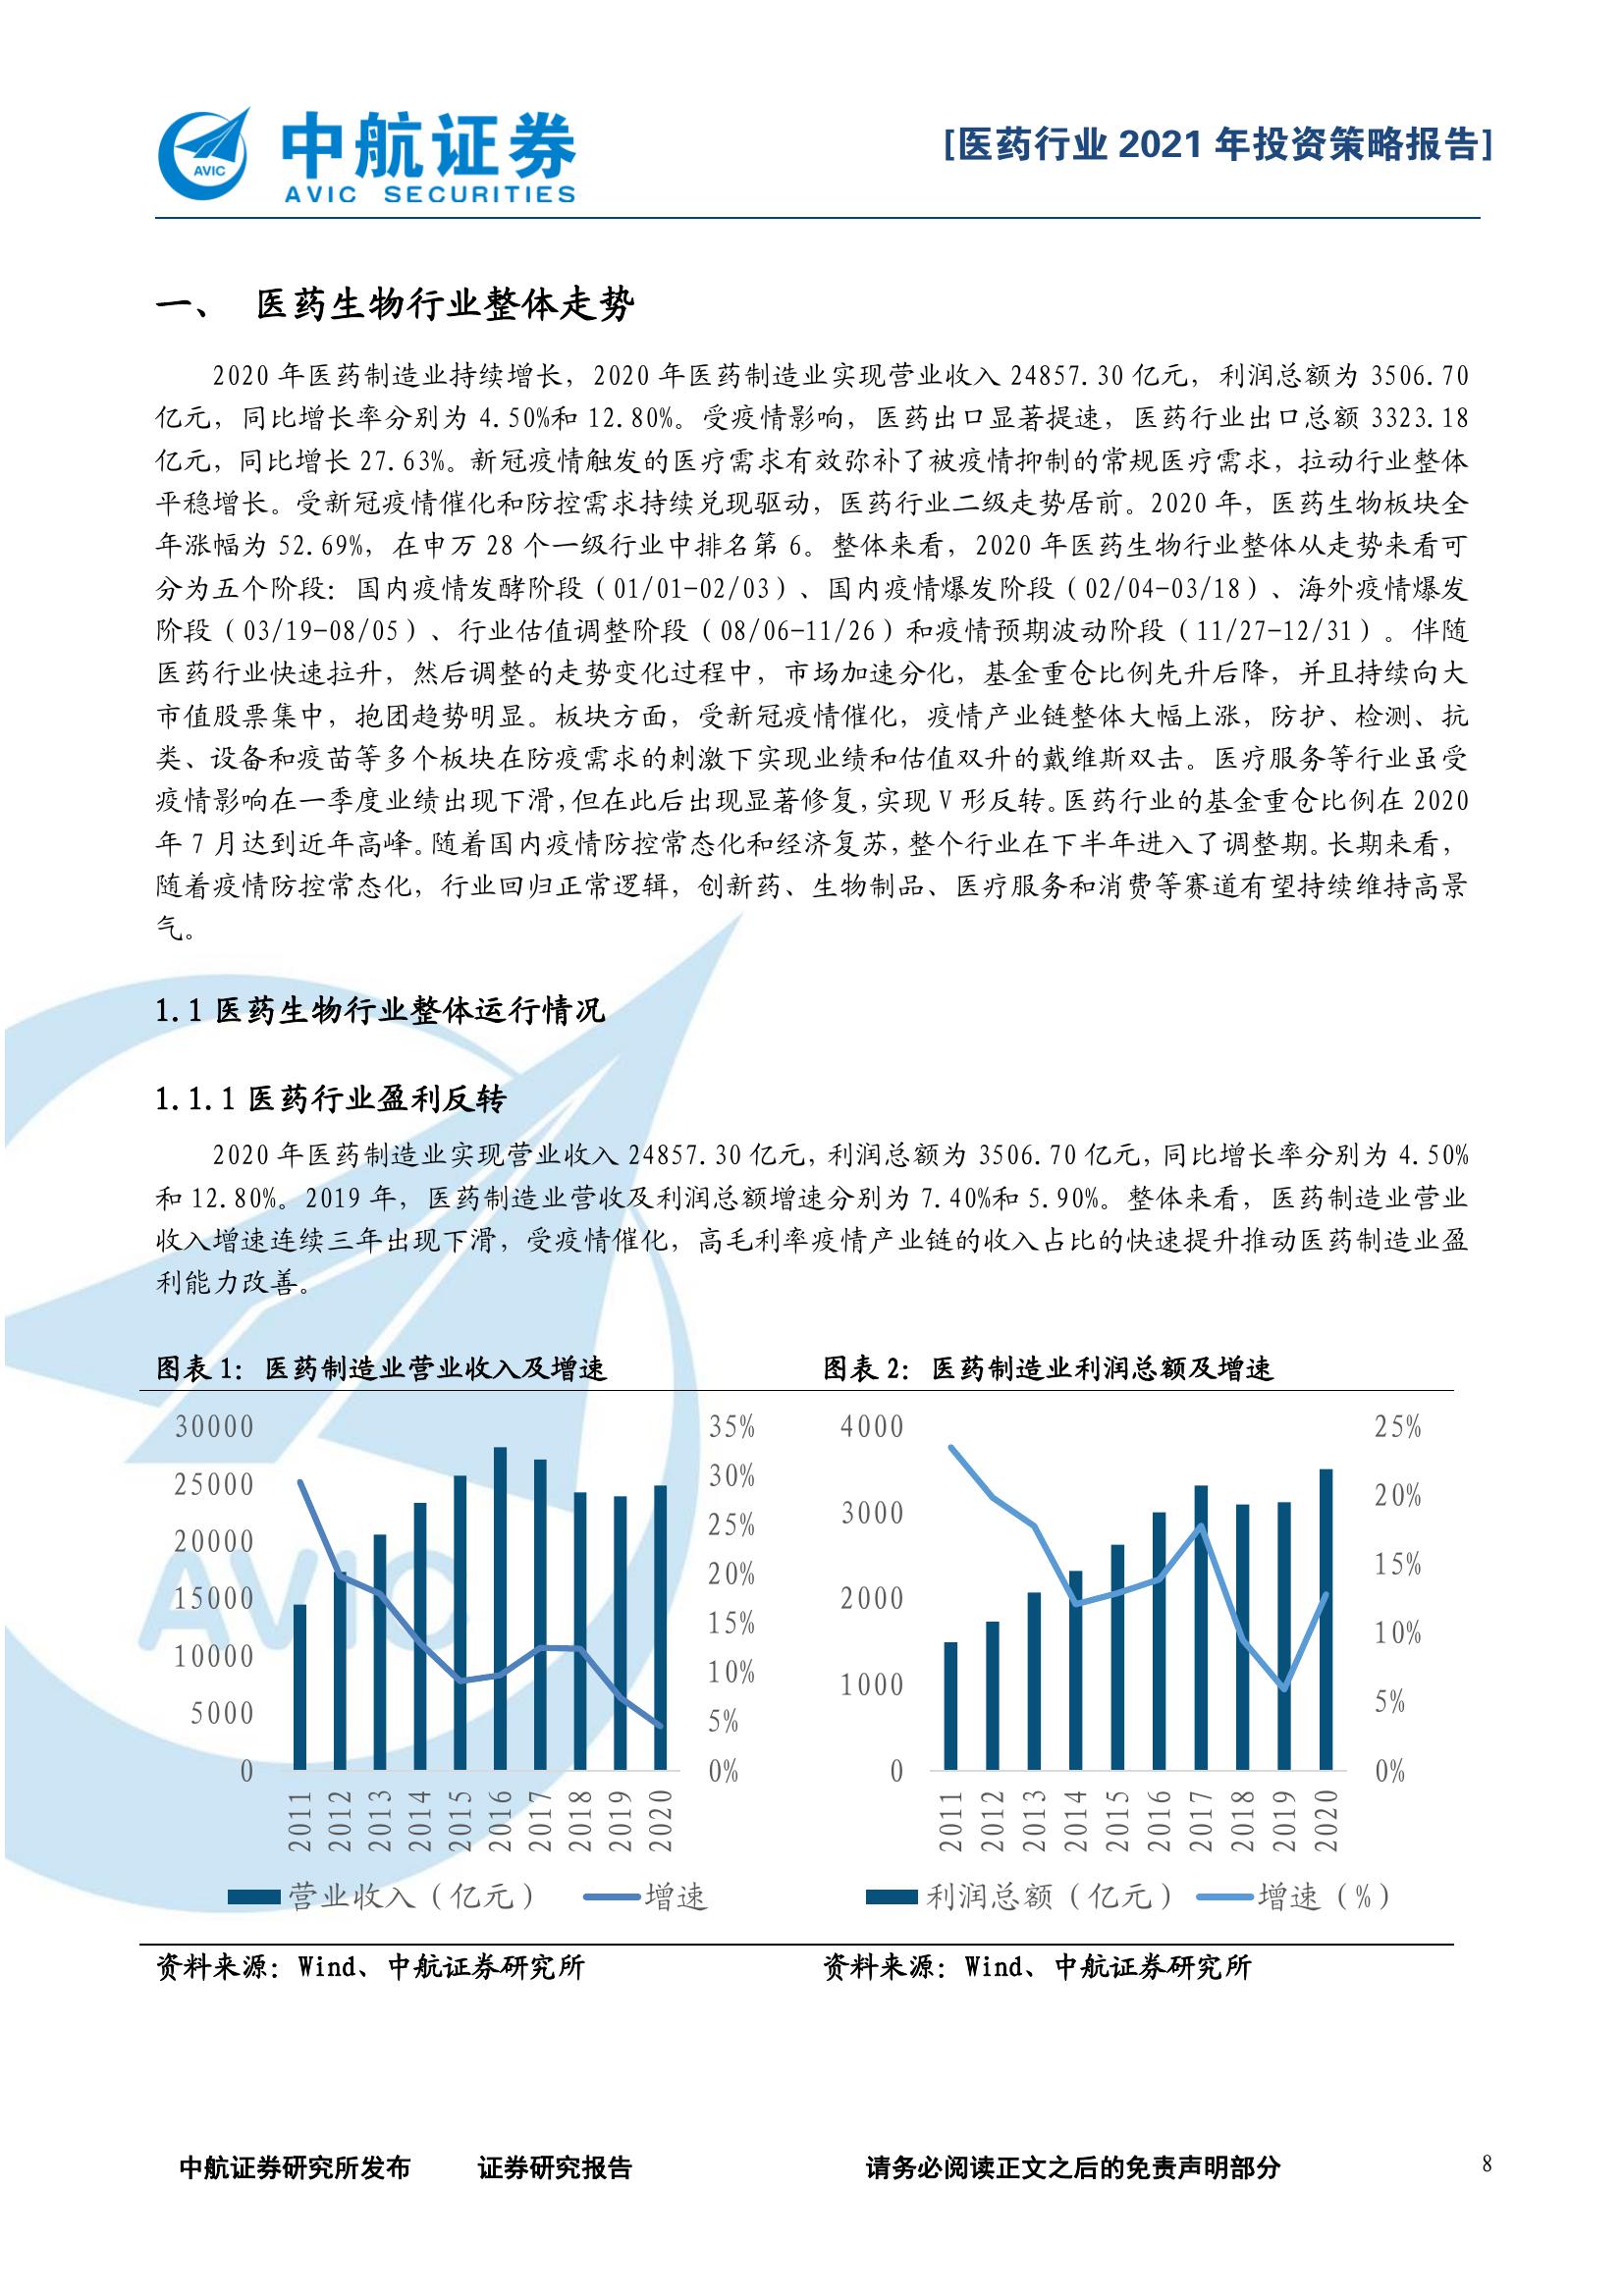 AVIC
中航证券
AVIC SECURITIES
[医药行业 2021 年投资策略报告]
一、 医药生物行业整体走势
2020 年医药制造业持续增长，2020 年医药制造业实现营业收入 24857.30 亿元，利润总额为 3506.70
亿元，同比增长率分别为 4.50%和 12.80%。受疫情影响，医药出口显著提速，医药行业出口总额 3323.18
亿元，同比增长 27.63%。新冠疫情触发的医疗需求有效弥补了被疫情抑制的常规医疗需求，拉动行业整体
平稳增长。受新冠疫情催化和防控需求持续兑现驱动，医药行业二级走势居前。2020 年，医药生物板块全
年涨幅为 52.69%，在申万 28 个一级行业中排名第 6。整体来看，2020 年医药生物行业整体从走势来看可
分为五个阶段：国内疫情发酵阶段（01/01-02/03）、国内疫情爆发阶段（02/04-03/18）、海外疫情爆发
阶段（03/19-08/05）、行业估值调整阶段（08/06-11/26）和疫情预期波动阶段（11/27-12/31）。伴随
医药行业快速拉升，然后调整的走势变化过程中，市场加速分化，基金重仓比例先升后降，并且持续向大
市值股票集中，抱团趋势明显。板块方面，受新冠疫情催化，疫情产业链整体大幅上涨，防护、检测、抗
类、设备和疫苗等多个板块在防疫需求的刺激下实现业绩和估值双升的戴维斯双击。医疗服务等行业虽受
疫情影响在一季度业绩出现下滑，但在此后出现显著修复，实现 V 形反转。医药行业的基金重仓比例在 2020
年 7 月达到近年高峰。随着国内疫情防控常态化和经济复苏，整个行业在下半年进入了调整期。长期来看，
随着疫情防控常态化，行业回归正常逻辑，创新药、生物制品、医疗服务和消费等赛道有望持续维持高景
气。
1.1 医药生物行业整体运行情况
1.1.1 医药行业盈利反转
2020 年医药制造业实现营业收入 24857.30 亿元，利润总额为 3506.70 亿元，同比增长率分别为 4.50%
和 12.80%。2019 年，医药制造业营收及利润总额增速分别为 7.40%和 5.90%。整体来看，医药制造业营业
收入增速连续三年出现下滑，受疫情催化，高毛利率疫情产业链的收入占比的快速提升推动医药制造业盈
利能力改善。
图表 1：医药制造业营业收入及增速
30000
25000
20000
15000
10000
5000
0
35%
30%
25%
20%
15%
10%
5%
0%
2011
2012
2013
2014
2015
2016
2017
2018
2019
2020
营业收入（亿元） 增速
资料来源：Wind、中航证券研究所
图表 2：医药制造业利润总额及增速
4000
3000
2000
1000
0
25%
20%
15%
10%
5%
0%
2011
2012
2013
2014
2015
2016
2017
2018
2019
2020
利润总额（亿元） 增速（%）
资料来源：Wind、中航证券研究所
AVIC
中航证券研究所发布 证券研究报告 请务必阅读正文之后的免责声明部分 8